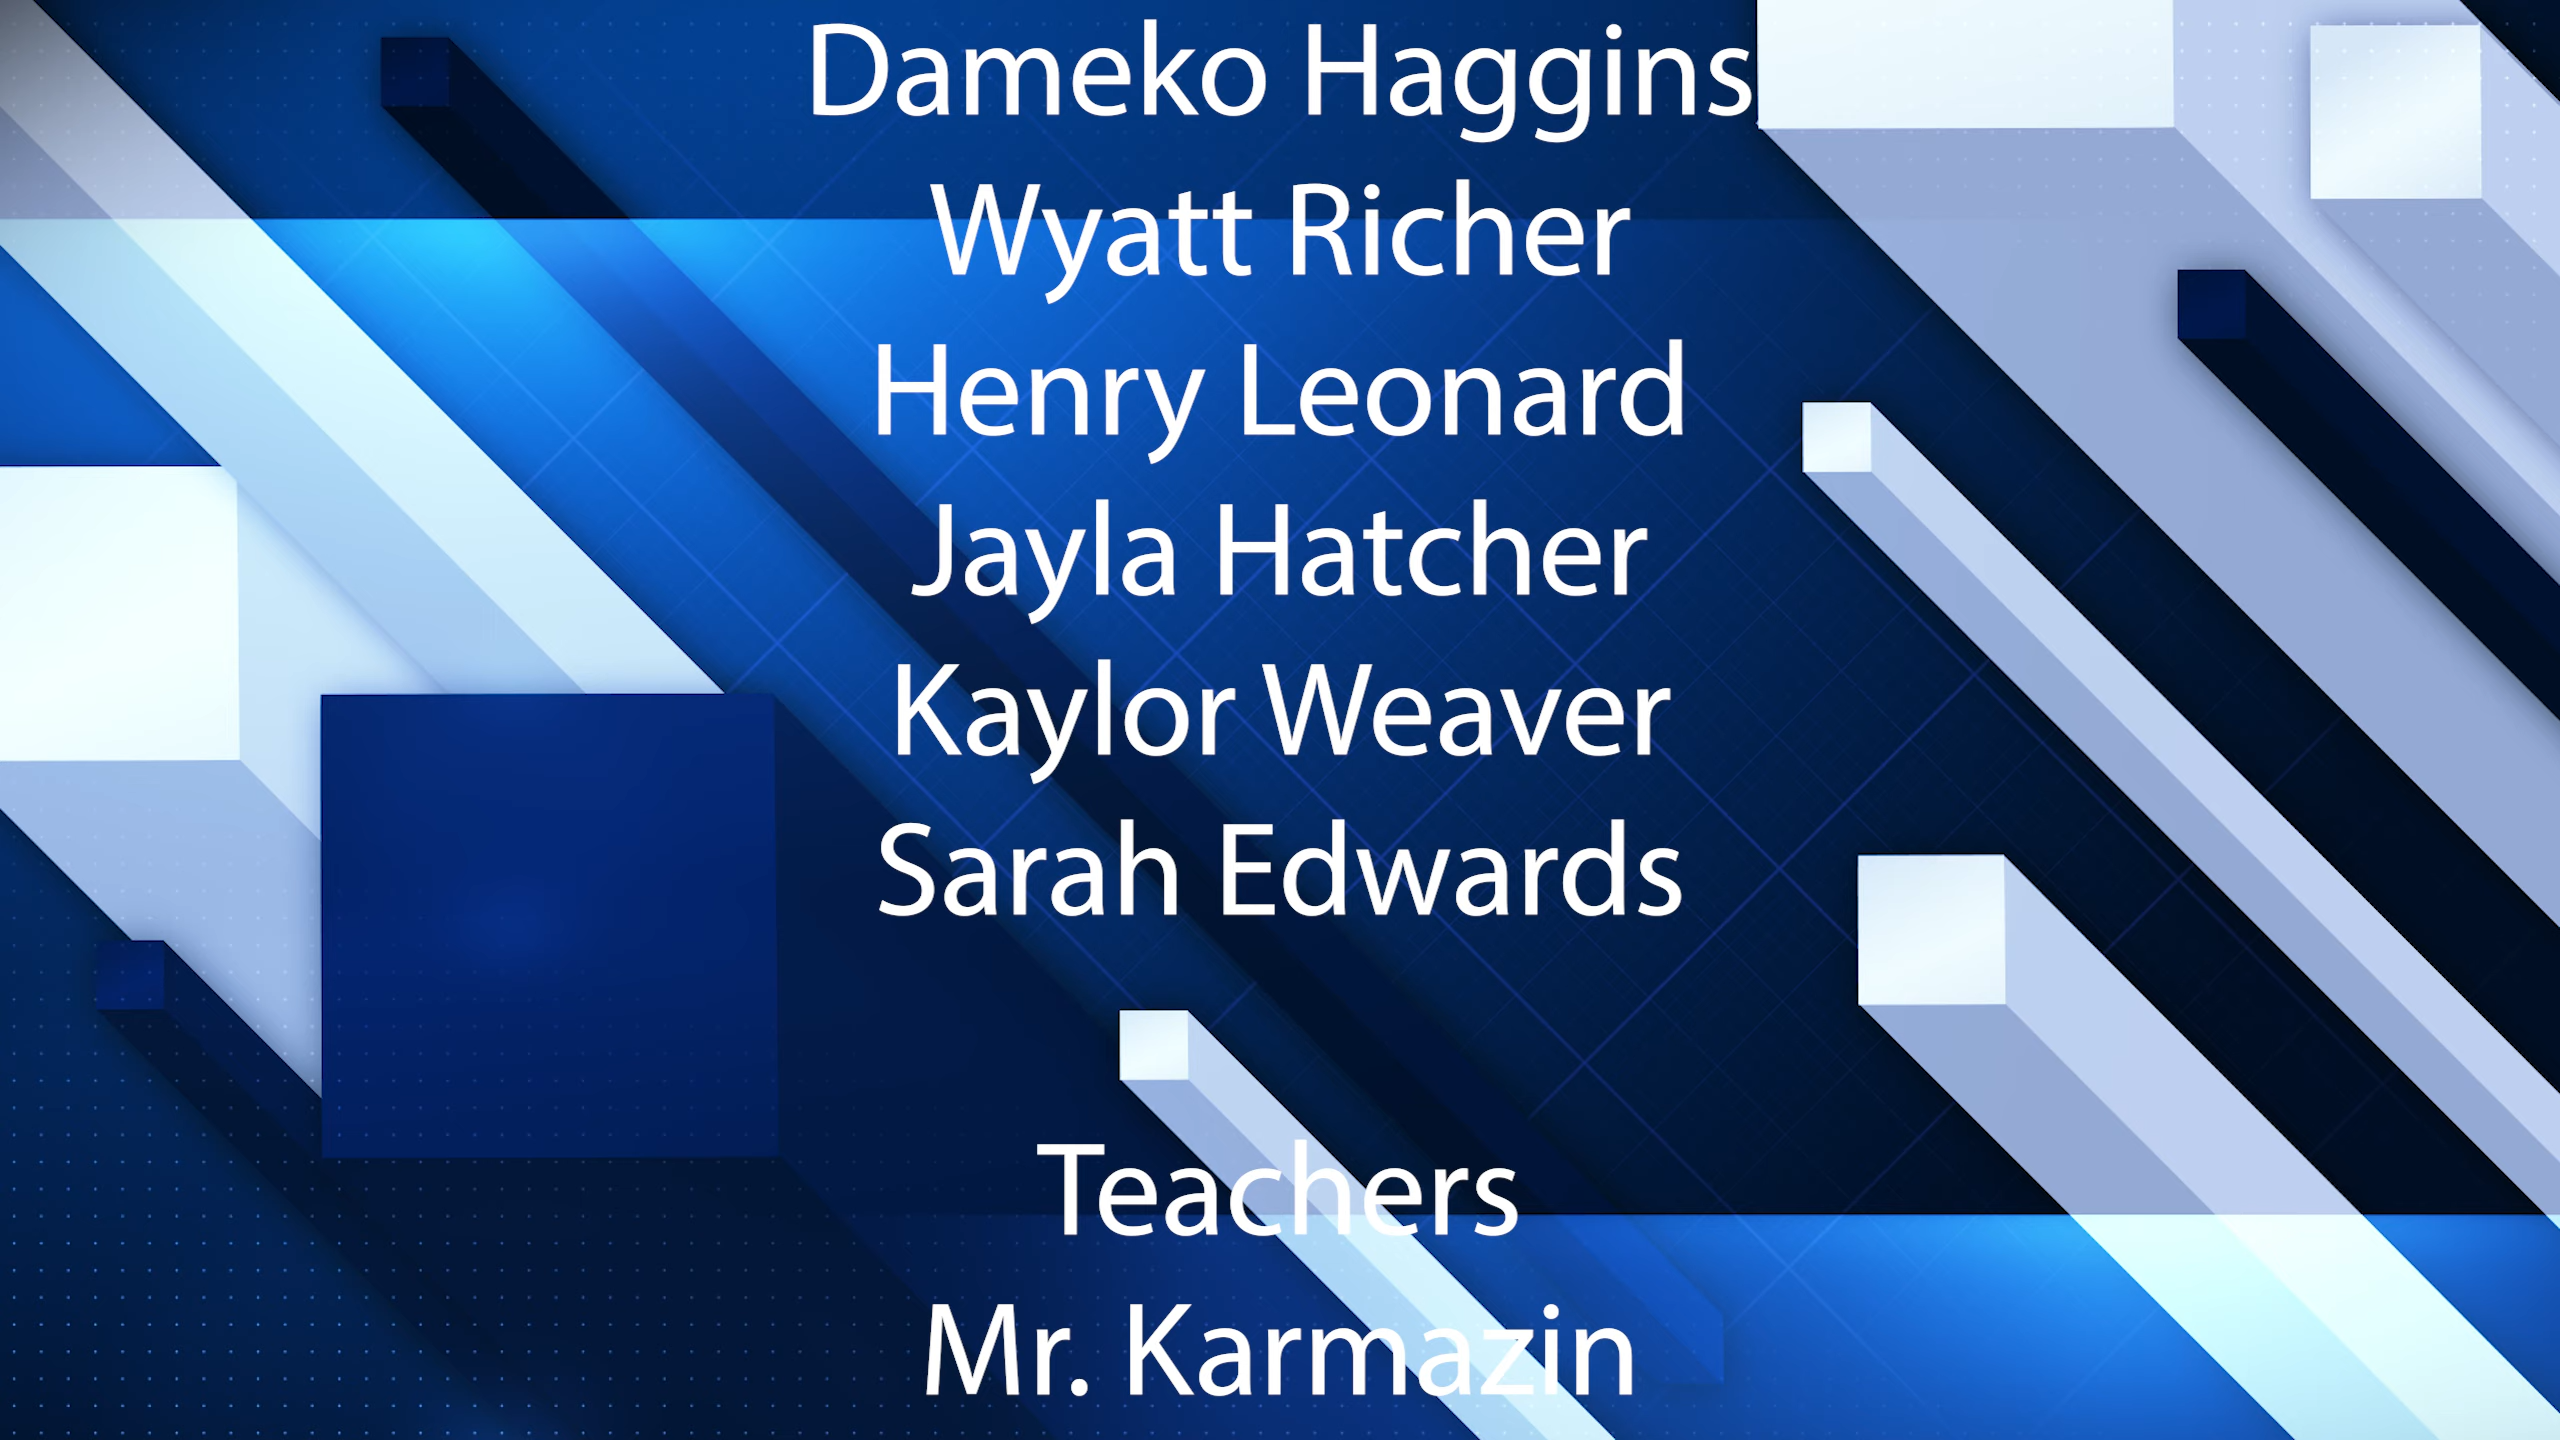 Dameko Haggins
Wyatt Richer
Henry Leonard
Jayla Hatcher
Kaylor Weaver
Sarah Edwards
Teachers
Mr. Karmazin